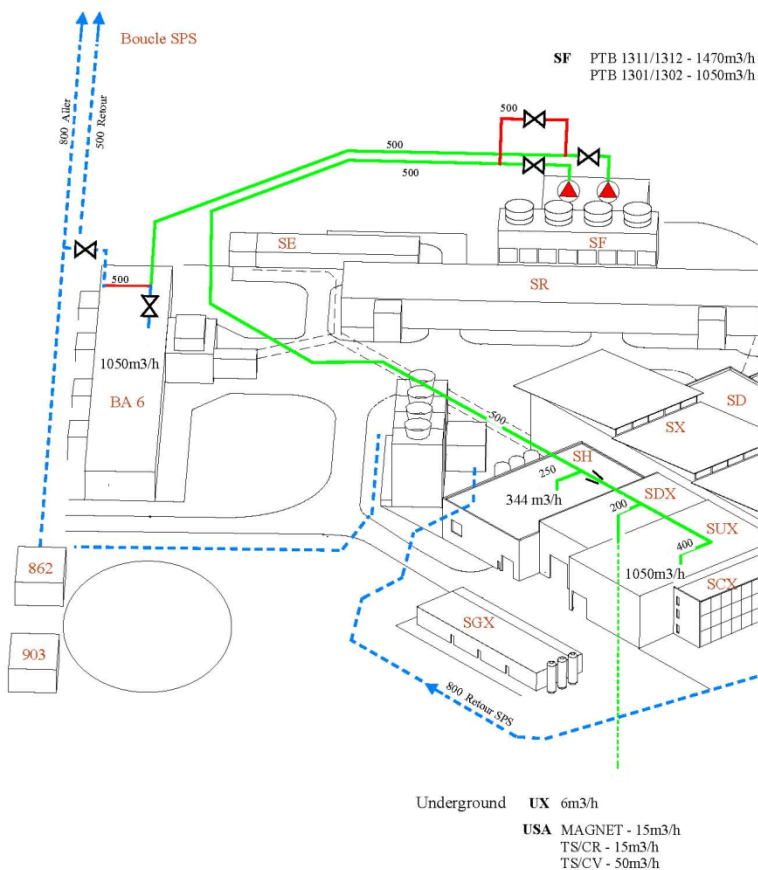 Boucle SPS
SF PTB 1311/1312 - 1470m3/h
PTB 1301/1302 - 1050m3/h
800 Aller
500 Retour
500
500
500
SE
SF
SR
500
1050m3/h
BA 6
500
SD
SX
SH
250
344 m3/h
SDX
200
SUX
400
1050m3/h
SCX
862
903
SGX
800 Retour SPS
Underground UX 6m3/h
USA MAGNET - 15m3/h
TS/CR - 15m3/h
TS/CV - 50m3/h